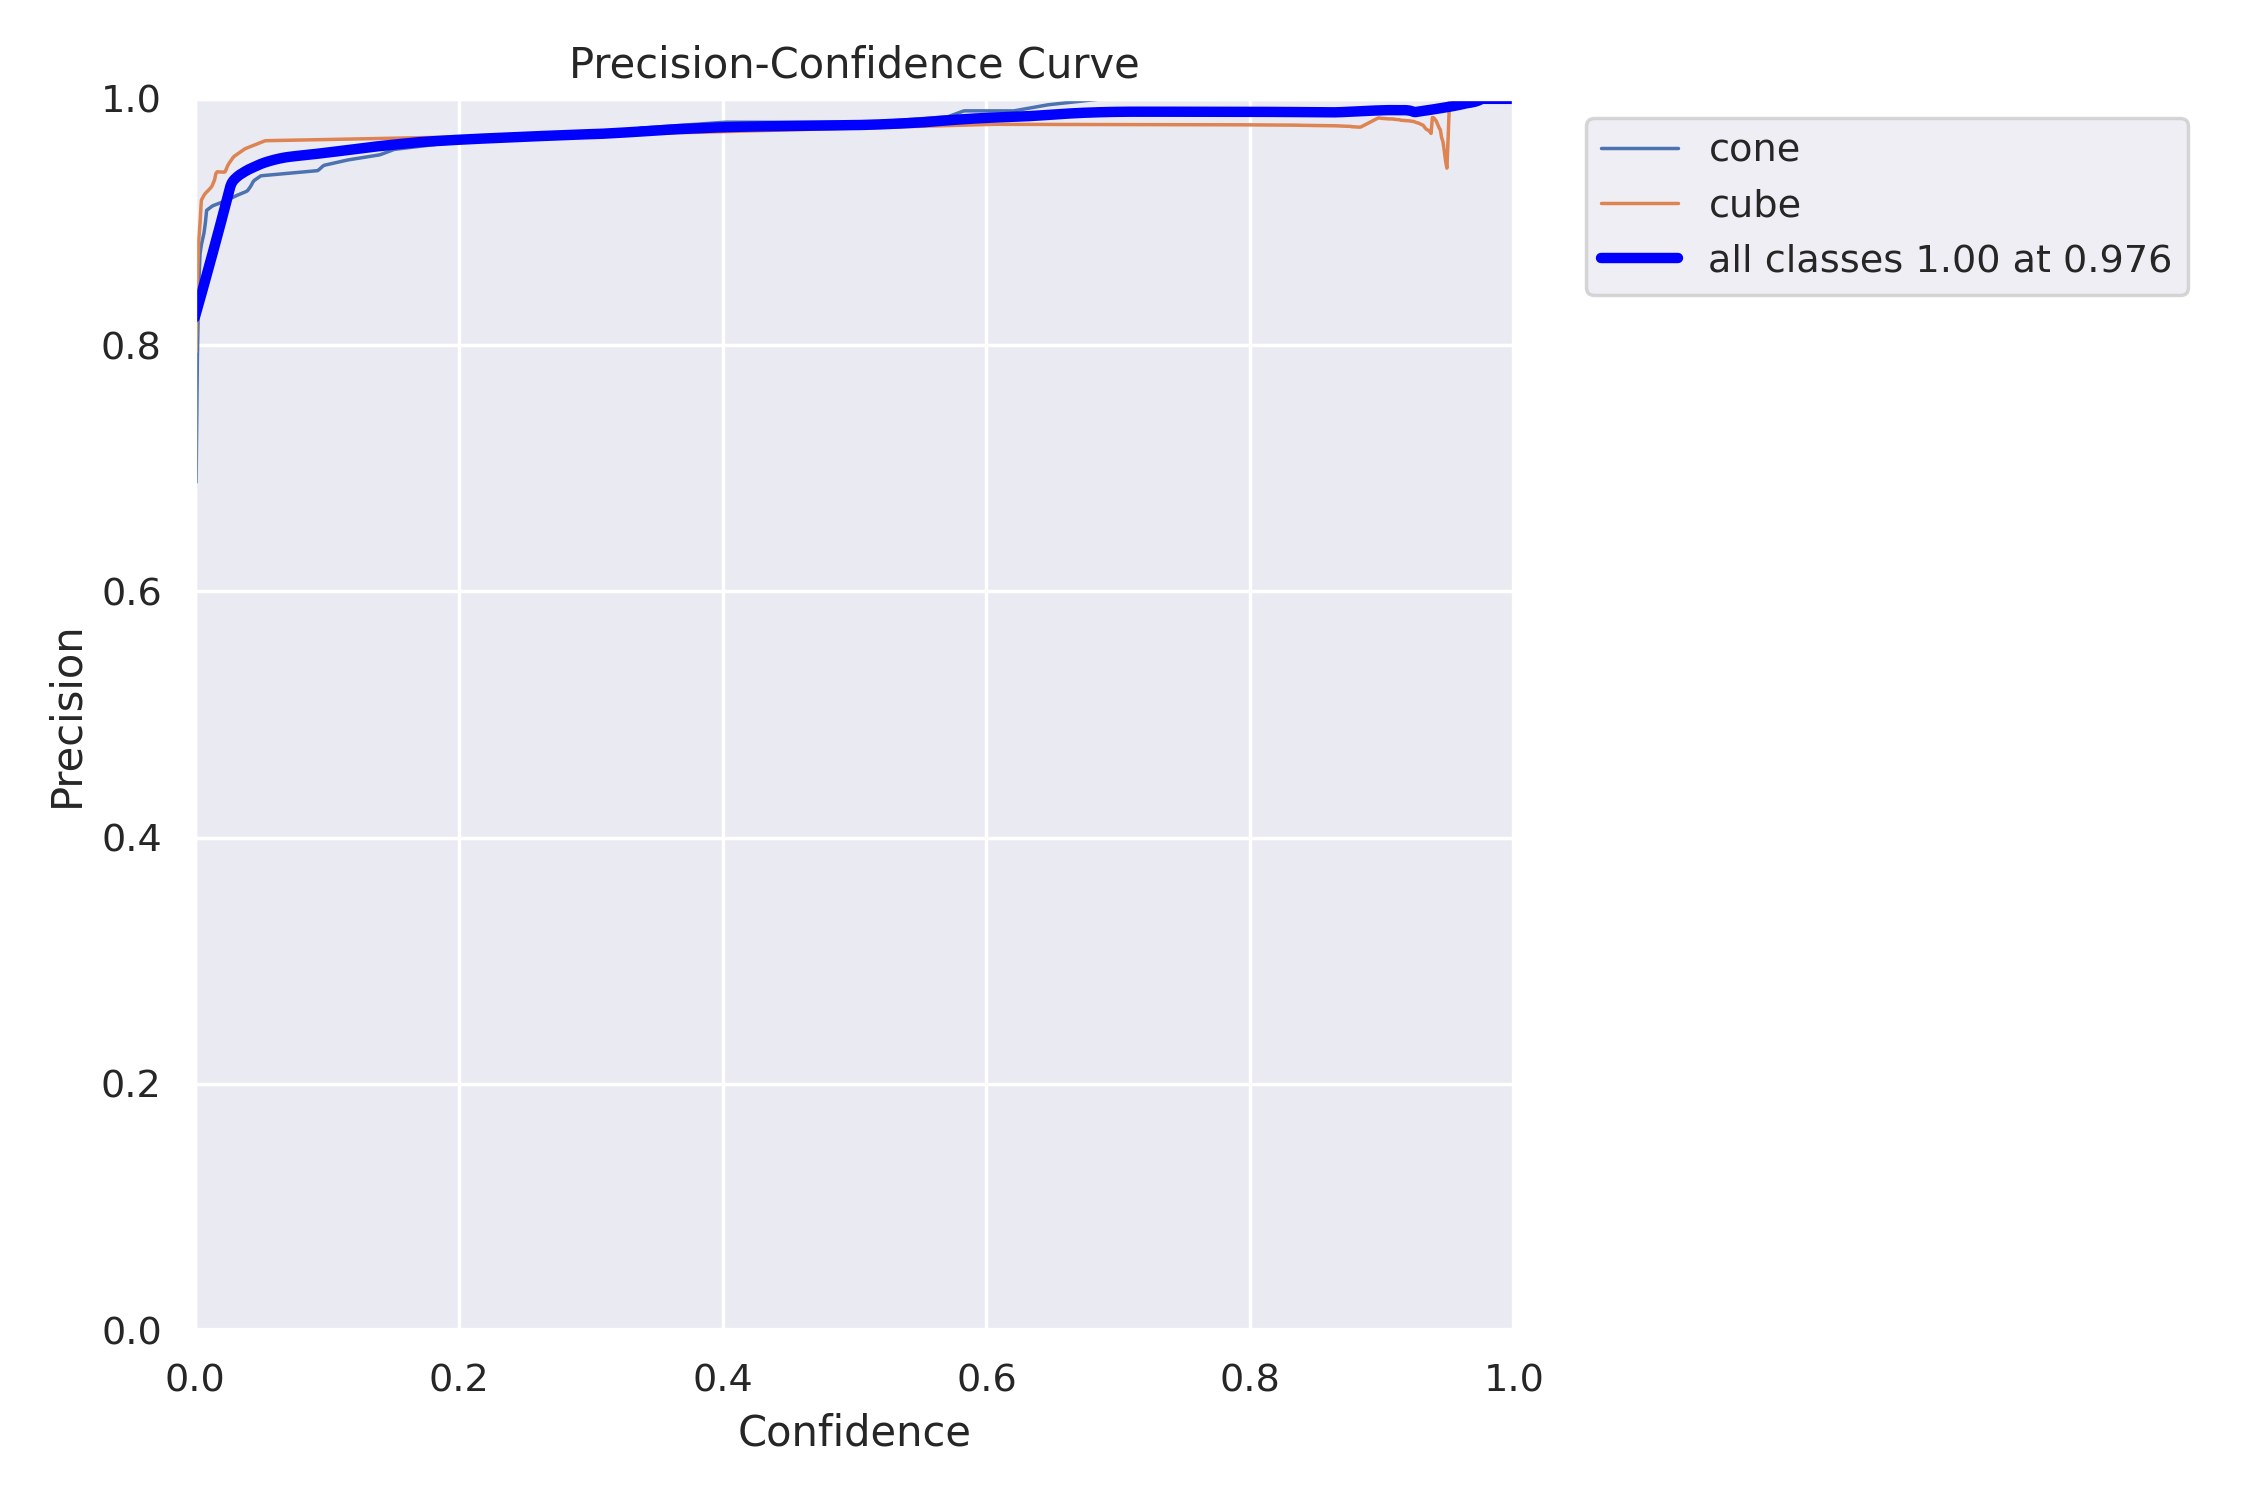 Precision-Confidence Curve
1.0
0.8
0.6
0.4
0.2
0.0
Precision
0.0 0.2 0.4 0.6 0.8 1.0
Confidence
cone
cube
all classes 1.00 at 0.976